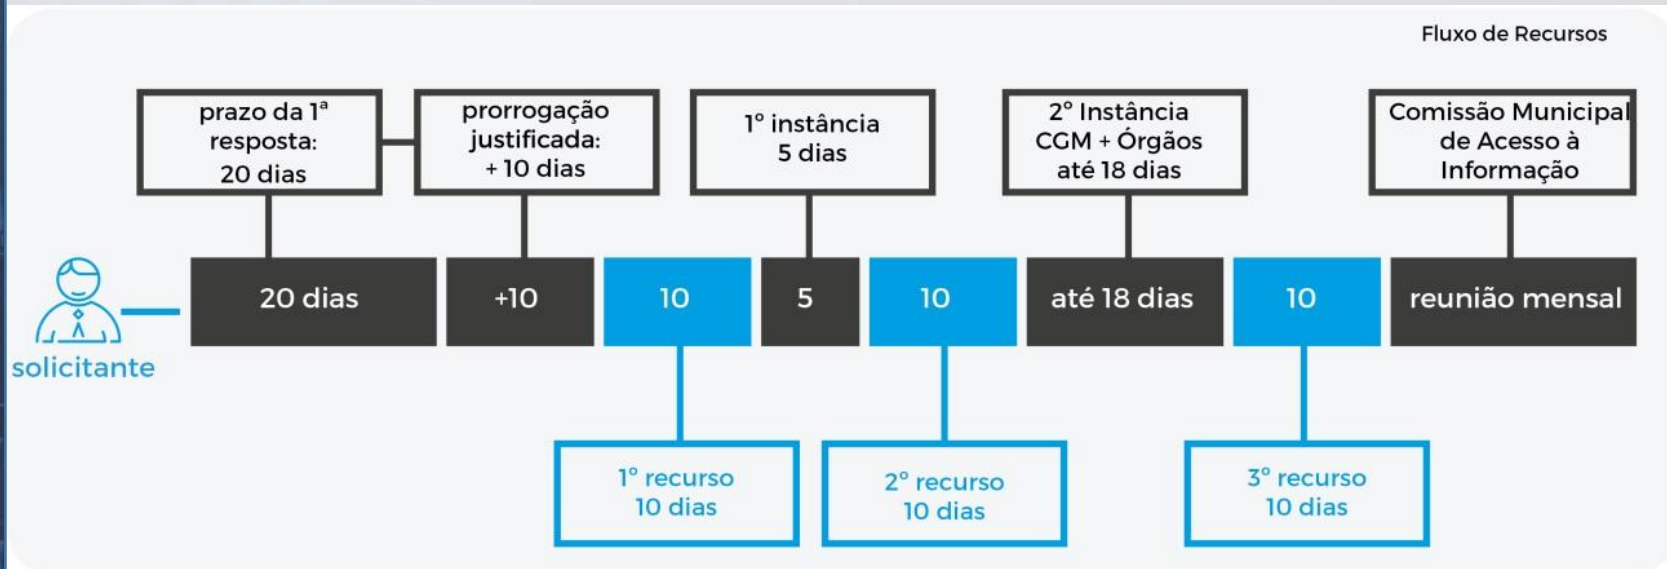 Fluxo de Recursos
prazo da 1ª
resposta:
20 dias
prorrogação
justificada:
+ 10 dias
1º instância
5 dias
2º Instância
CGM + Órgãos
até 18 dias
Comissão Municipal
de Acesso à
Informação
solicitante
20 dias
+10
10
5
10
até 18 dias
10
reunião mensal
1º recurso
10 dias
2º recurso
10 dias
3º recurso
10 dias